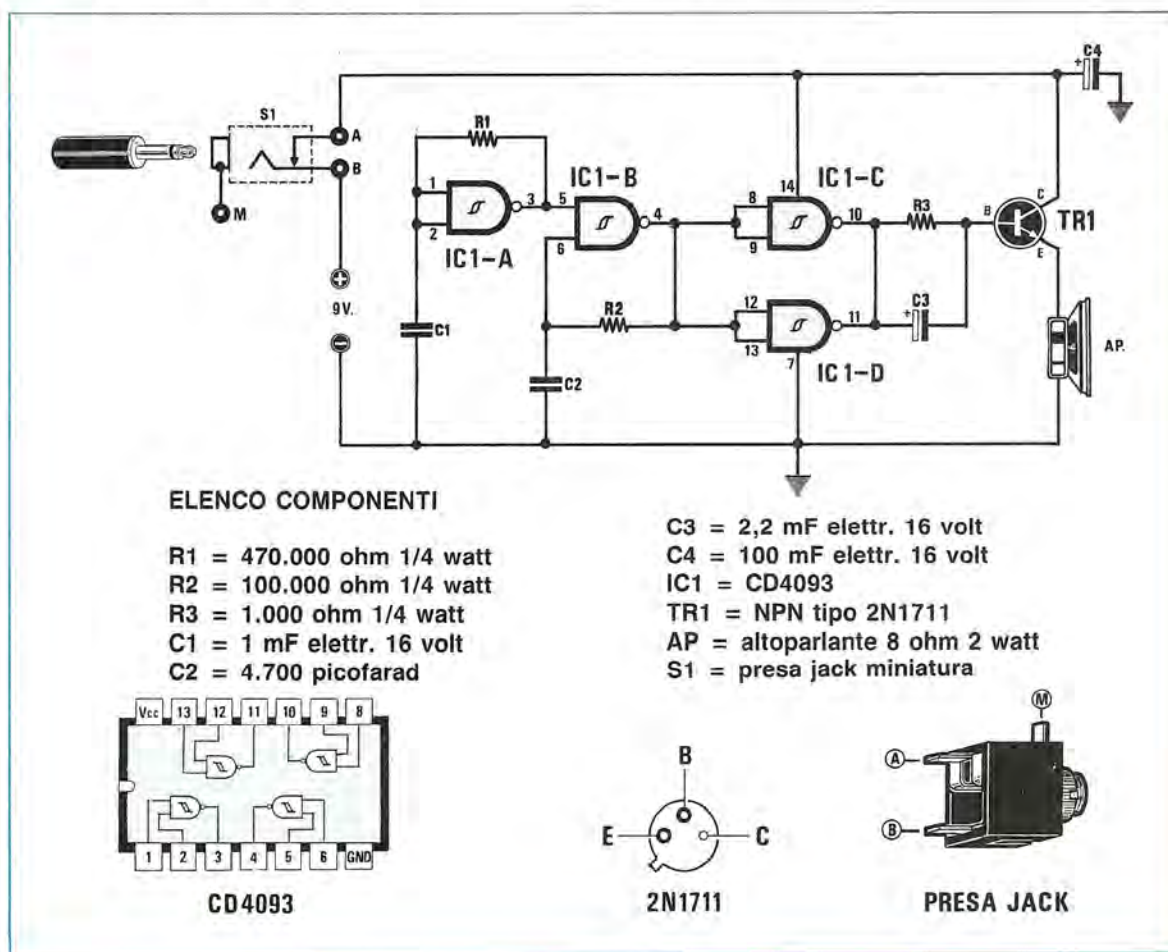 C4
+
S1
A
B
M
R1
1
2
3
IC1-A
IC1-B
5
6
4
IC1-C
14
8
9
10
R3
B
C
E
TR1
9V.
C1
R2
C2
12
13
11
7
IC1-D
+
C3
AP.
ELENCO COMPONENTI
R1 = 470.000 ohm 1/4 watt
R2 = 100.000 ohm 1/4 watt
R3 = 1.000 ohm 1/4 watt
C1 = 1 mF elettr. 16 volt
C2 = 4.700 picofarad
C3 = 2,2 mF elettr. 16 volt
C4 = 100 mF elettr. 16 volt
IC1 = CD4093
TR1 = NPN tipo 2N1711
AP = altoparlante 8 ohm 2 watt
S1 = presa jack miniatura
Vcc 13 12 11 10 9 8
1 2 3 4 5 6 GND
CD4093
B
E
C
2N1711
M
A
B
PRESA JACK